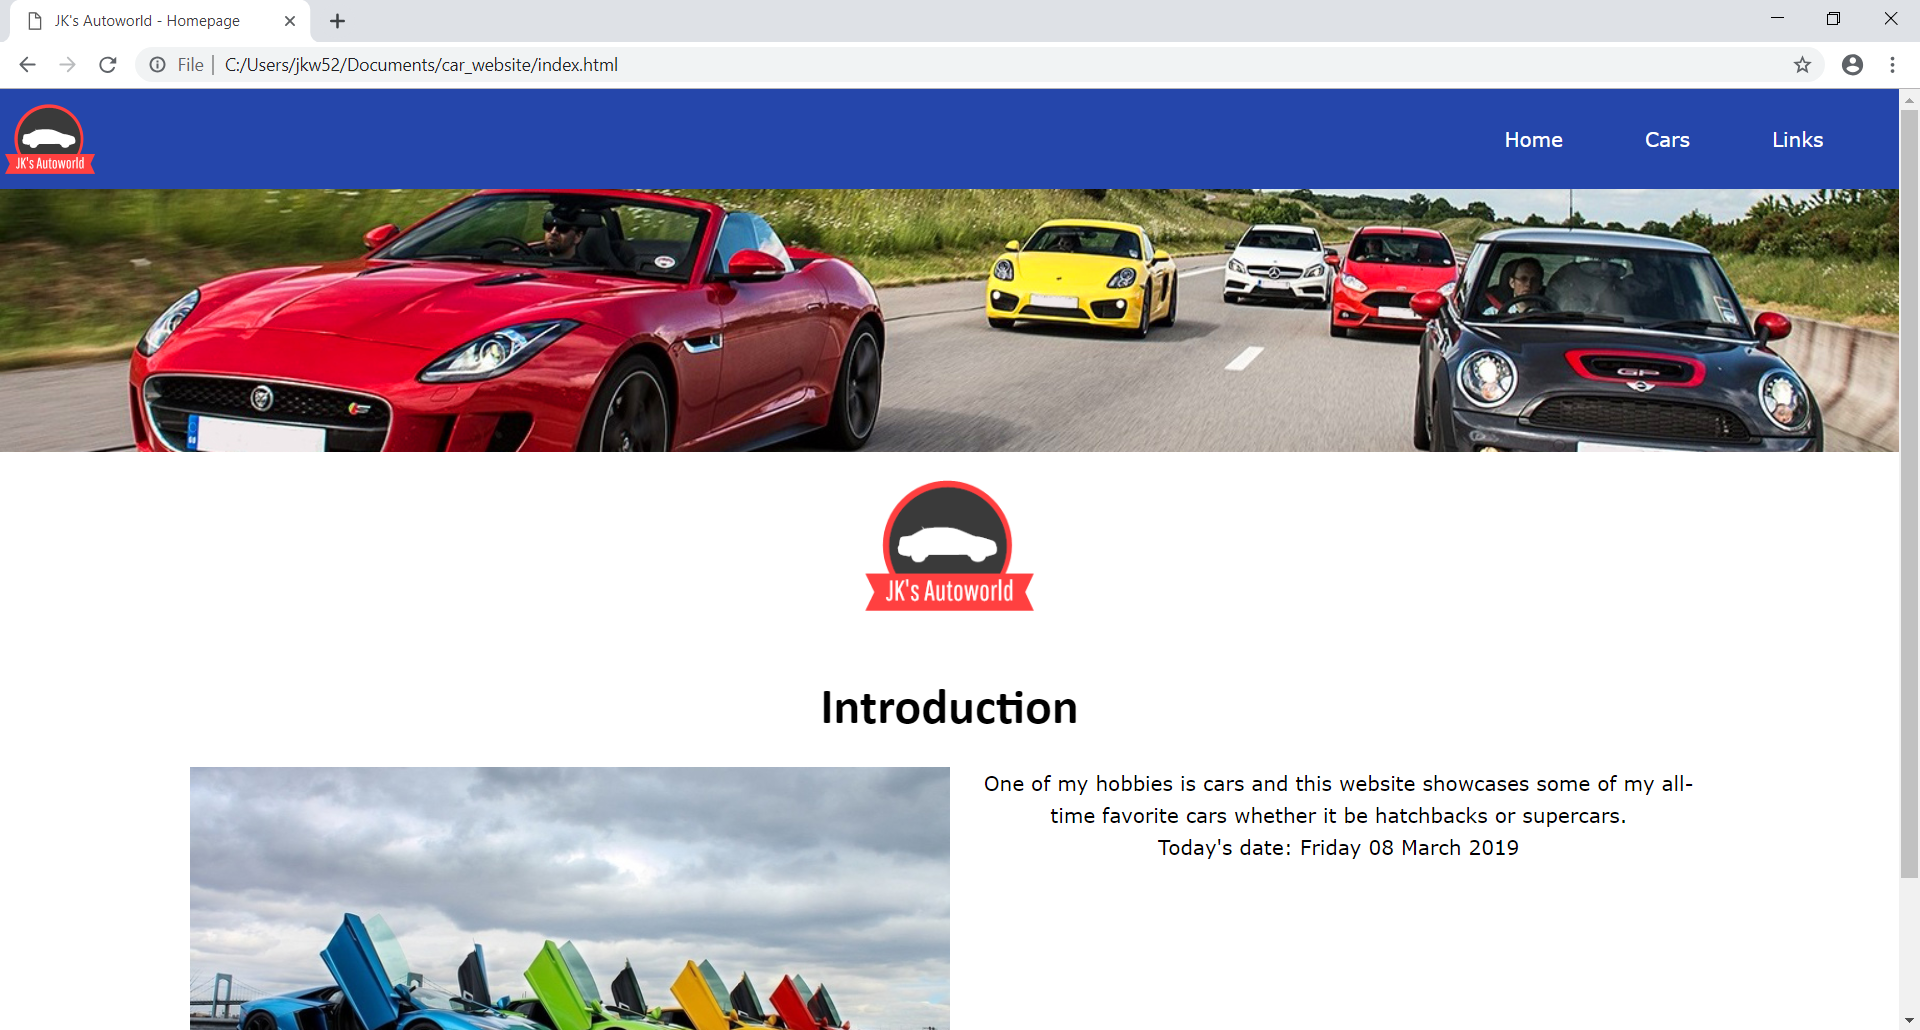 JK's Autoworld - Homepage
File | C:/Users/jkw52/Documents/car_website/index.html
JK's Autoworld
Home
Cars
Links
GP
JK's Autoworld
Introduction
One of my hobbies is cars and this website showcases some of my all-
time favorite cars whether it be hatchbacks or supercars.
Today's date: Friday 08 March 2019